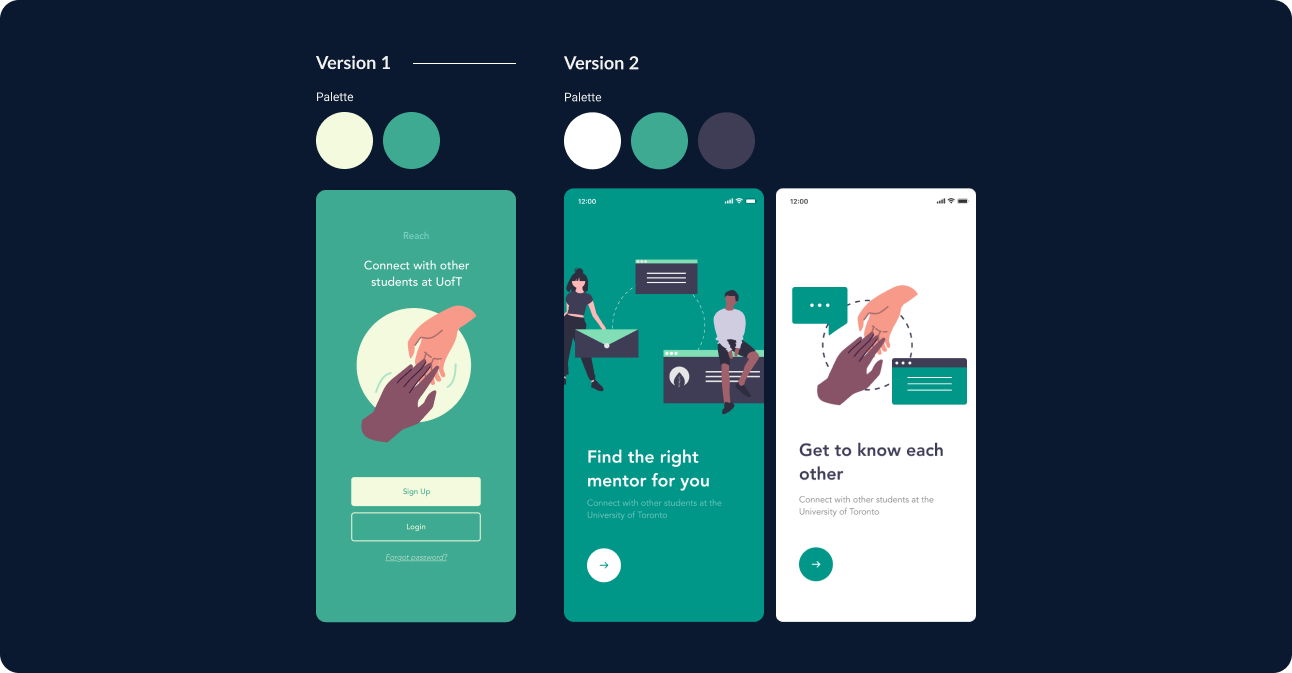 Version 1
Palette
Reach
Connect with other
students at UofT
Sign Up
Login
Forgot password?
Version 2
Palette
12:00
Find the right
mentor for you
Connect with other students at the
University of Toronto
12:00
Get to know each
other
Connect with other students at the
University of Toronto